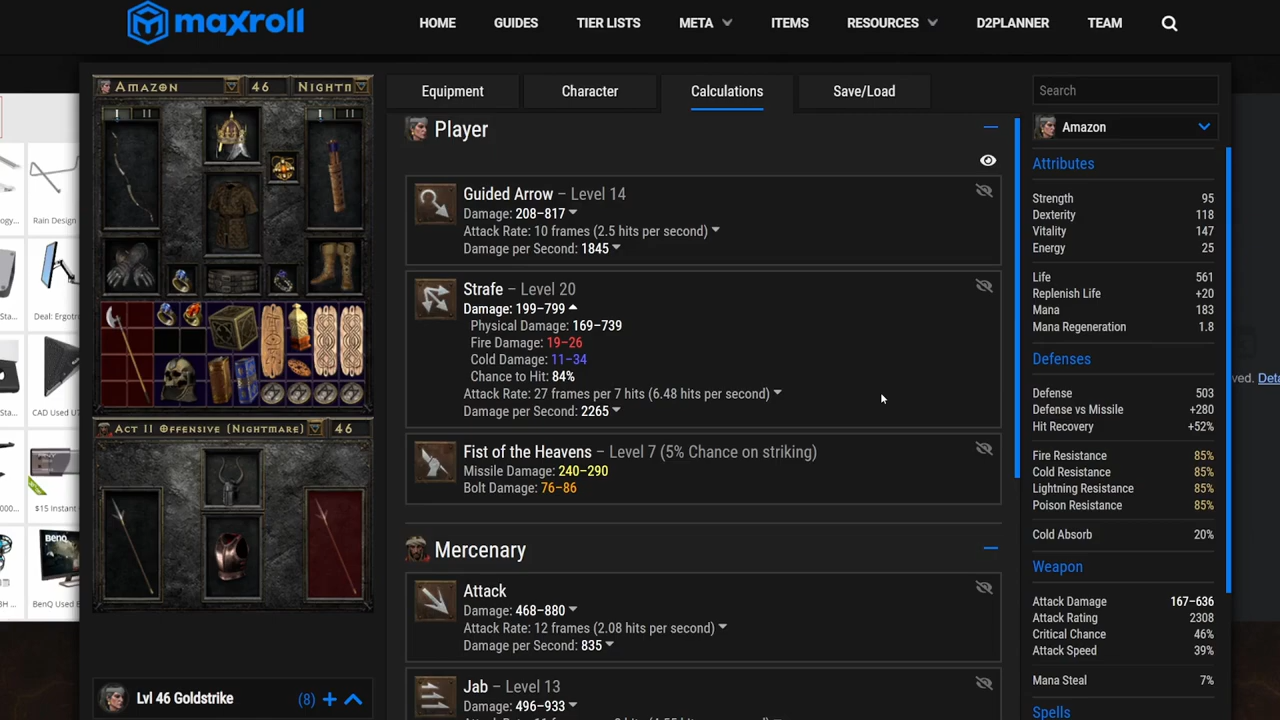 maxroll
HOME
GUIDES
TIER LISTS
META
ITEMS
RESOURCES
D2PLANNER
TEAM
AMAZON
46
NIGHTM
I
II
I
II
Equipment
Character
Calculations
Save/Load
Player
Guided Arrow – Level 14
Damage: 208–817
Attack Rate: 10 frames (2.5 hits per second)
Damage per Second: 1845
Strafe – Level 20
Damage: 199–799
Physical Damage: 169–739
Fire Damage: 19–26
Cold Damage: 11–34
Chance to Hit: 84%
Attack Rate: 27 frames per 7 hits (6.48 hits per second)
Damage per Second: 2265
Fist of the Heavens – Level 7 (5% Chance on striking)
Missile Damage: 240–290
Bolt Damage: 76–86
Mercenary
Attack
Damage: 468–880
Attack Rate: 12 frames (2.08 hits per second)
Damage per Second: 835
Jab – Level 13
Damage: 496–933
ACT II OFFENSIVE (NIGHTMARE)
46
Lvl 46 Goldstrike
(8)
Search
Amazon
Attributes
Strength 95
Dexterity 118
Vitality 147
Energy 25
Life 561
Replenish Life +20
Mana 183
Mana Regeneration 1.8
Defenses
Defense 503
Defense vs Missile +280
Hit Recovery +52%
Fire Resistance 85%
Cold Resistance 85%
Lightning Resistance 85%
Poison Resistance 85%
Cold Absorb 20%
Weapon
Attack Damage 167–636
Attack Rating 2308
Critical Chance 46%
Attack Speed 39%
Mana Steal 7%
Spells
Rain Design
Deal: Ergotr
CAD Used U
$15 Instant
BenQ
BenQ Used E
ved. Deta